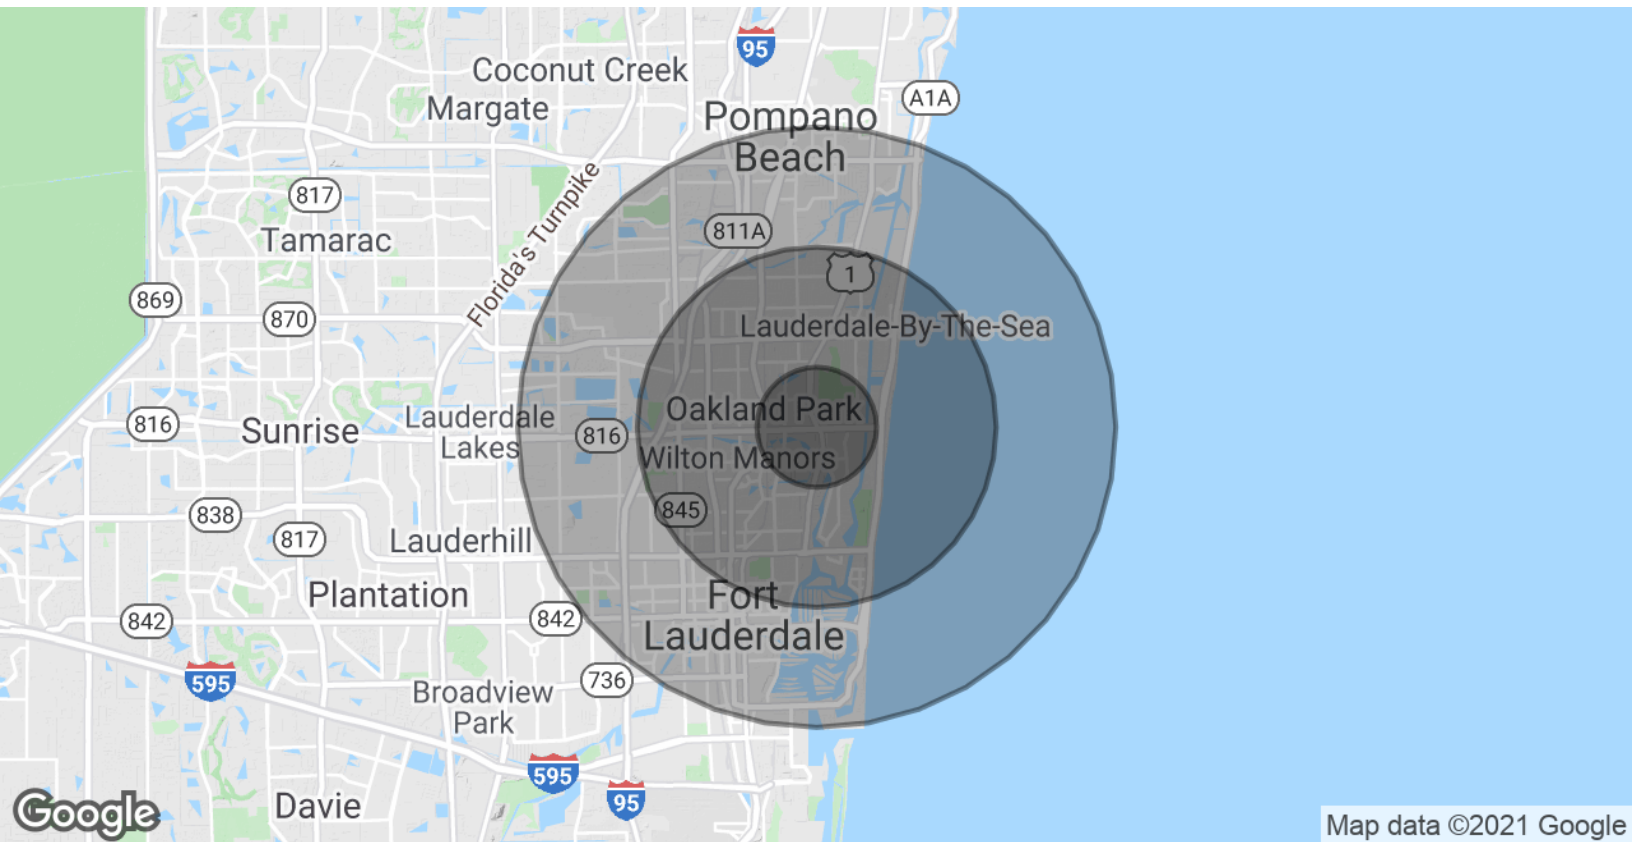 95
Coconut Creek
A1A
Margate
Pompano
Beach
817
Florida's Turnpike
811A
Tamarac
1
869
870
Lauderdale-By-The-Sea
Oakland Park
Lauderdale
Lakes
816
Sunrise
816
Wilton Manors
845
838
817
Lauderhill
Plantation
Fort
Lauderdale
842
842
595
736
Broadview
Park
595
95
Davie
Google
Map data ©2021 Google